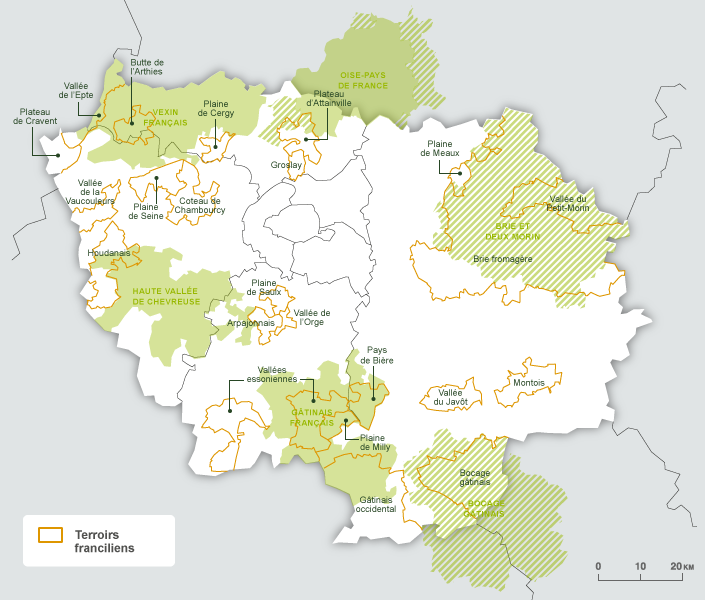 Butte de
l'Arthies
OISE-PAYS
DE FRANCE
Vallée
de l'Epte
Plateau
d'Attainville
Plateau
de Cravent
VEXIN
FRANÇAIS
Plaine
de Cergy
Plaine
de Meaux
Groslay
Vallée
de la
Vaucouleurs
Plaine
de Seine
Coteau de
Chambourcy
Vallée du
Petit-Morin
BRIE ET
DEUX MORIN
Brie fromagère
Houdanais
HAUTE VALLÉE
DE CHEVREUSE
Plaine
de Saulx
Arpajonnais
Vallée de
l'Orge
Pays
de Bière
Vallées
essoniennes
Montois
Vallée
du Javôt
GÂTINAIS
FRANÇAIS
Plaine
de Milly
Bocage
gâtinais
Gâtinais
occidental
BOCAGE
GÂTINAIS
Terroirs
franciliens
0 10 20 KM